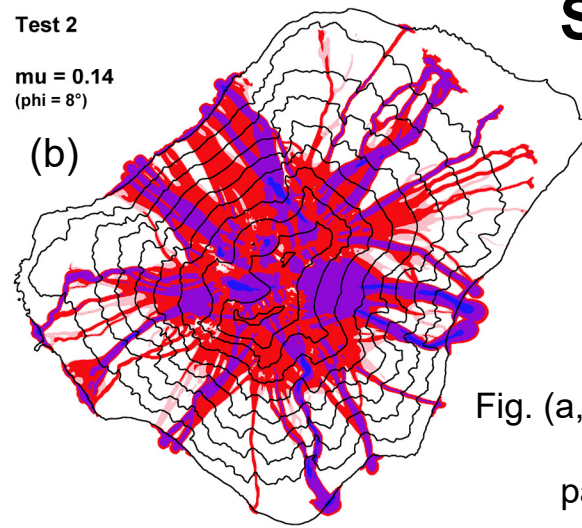 Test 2
S
mu = 0.14
(phi = 8°)
(b)
Fig. (a,
pa